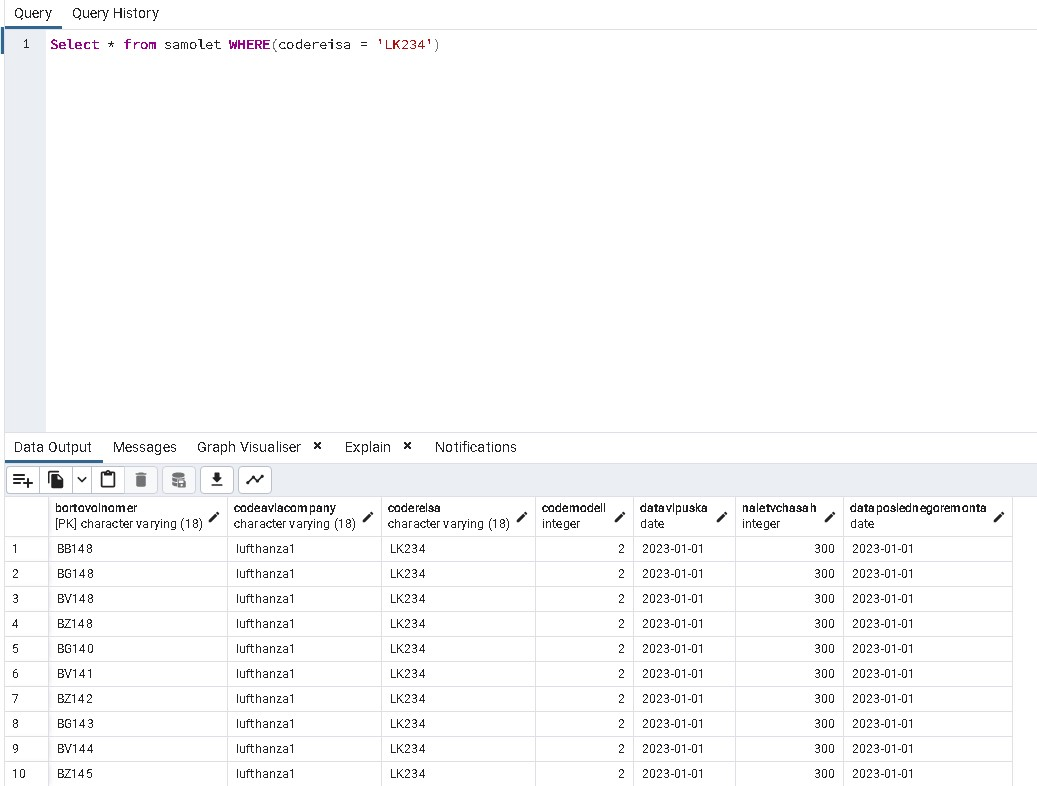 Query Query History
1 Select * from samolet WHERE(codereisa = 'LK234')
Data Output Messages Graph Visualiser × Explain × Notifications
bortovoinomer codeaviacompany codereisa codemodeli datavipuska naletvchasah dataposlednegoremonta
[PK] character varying (18) character varying (18) character varying (18) integer date integer date
1 BB148 lufthanza1 LK234 2 2023-01-01 300 2023-01-01
2 BG148 lufthanza1 LK234 2 2023-01-01 300 2023-01-01
3 BV148 lufthanza1 LK234 2 2023-01-01 300 2023-01-01
4 BZ148 lufthanza1 LK234 2 2023-01-01 300 2023-01-01
5 BG140 lufthanza1 LK234 2 2023-01-01 300 2023-01-01
6 BV141 lufthanza1 LK234 2 2023-01-01 300 2023-01-01
7 BZ142 lufthanza1 LK234 2 2023-01-01 300 2023-01-01
8 BG143 lufthanza1 LK234 2 2023-01-01 300 2023-01-01
9 BV144 lufthanza1 LK234 2 2023-01-01 300 2023-01-01
10 BZ145 lufthanza1 LK234 2 2023-01-01 300 2023-01-01